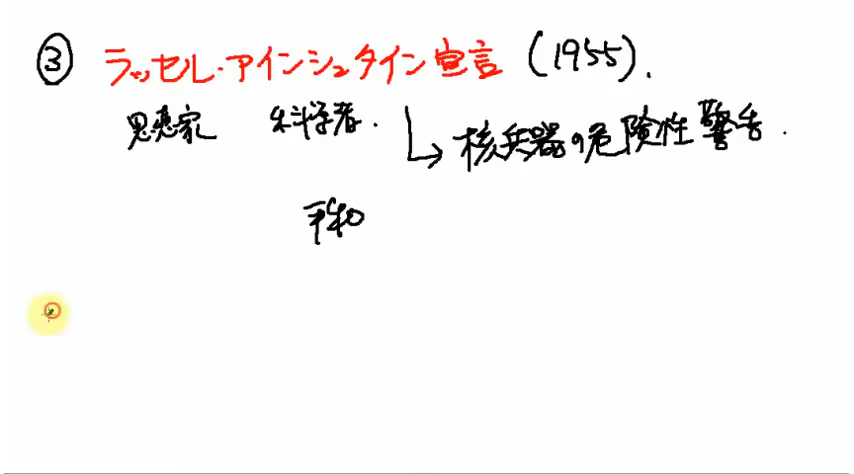 ③ ラッセル・アインシュタイン宣言 (1955).
思想家 科学者. ↳ 核兵器の危険性警告.
平和